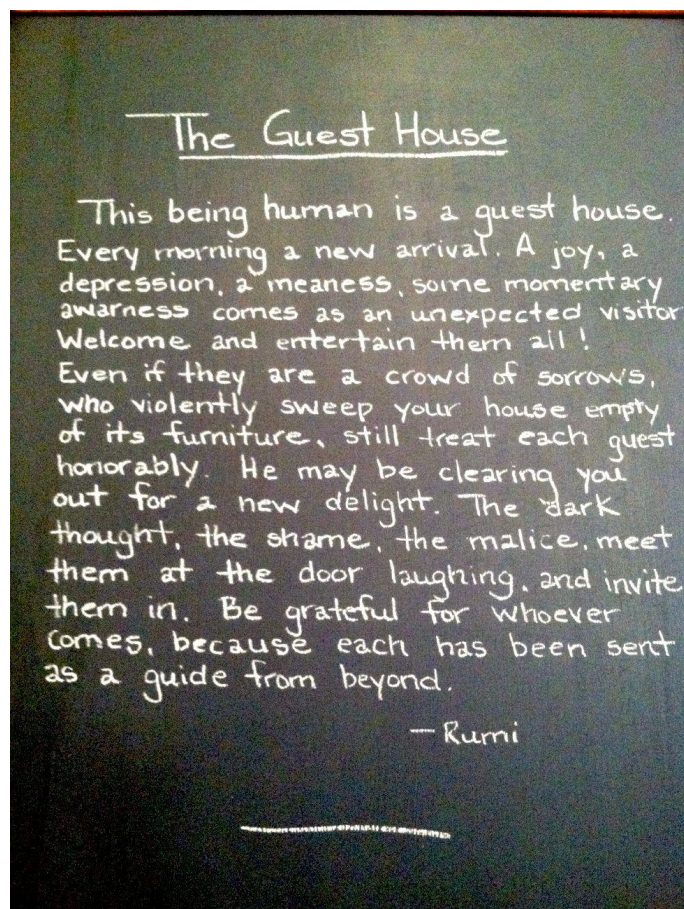 The Guest House
This being human is a guest house.
Every morning a new arrival. A joy, a
depression, a meaness, some momentary
awarness comes as an unexpected visitor
Welcome and entertain them all!
Even if they are a crowd of sorrows,
who violently sweep your house empty
of its furniture, still treat each guest
honorably. He may be clearing you
out for a new delight. The dark
thought, the shame, the malice, meet
them at the door laughing, and invite
them in. Be grateful for whoever
comes, because each has been sent
as a guide from beyond.
— Rumi